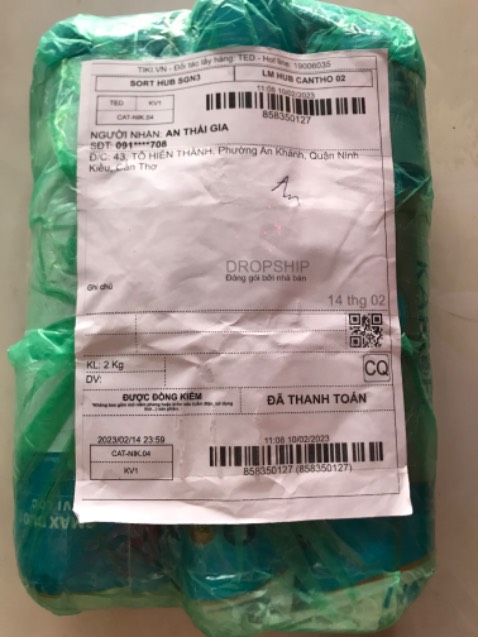 TIKI.VN - Đối tác lấy hàng: TED - Hot line: 19006035
SORT HUB SGN3
LM HUB CANTHO 02
11:06 10/02/2023
TED
KV1
CAT-NIK.04
858350127
NGƯỜI NHẬN: AN THÁI GIA
SĐT: 091****708
Đ/C: 43, TÔ HIẾN THÀNH, Phường An Khánh, Quận Ninh
Kiều, Cần Thơ
DROPSHIP
Đóng gói bởi nhà bán
Ghi chú
14 thg 02
KL: 2 Kg
DV:
CQ
ĐƯỢC ĐỒNG KIỂM
ĐÃ THANH TOÁN
2023/02/14 23:59
11:06 10/02/2023
CAT-NIK.04
KV1
858350127 (858350127)